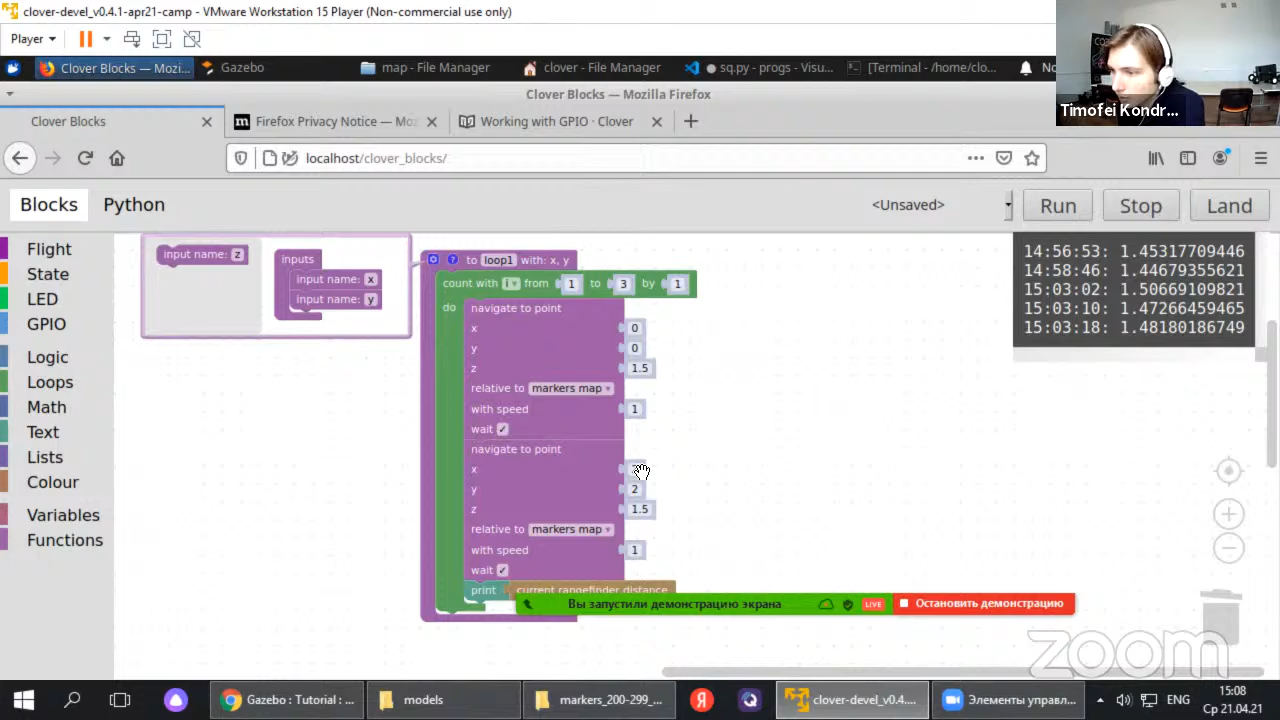 clover-devel_v0.4.1-apr21-camp - VMware Workstation 15 Player (Non-commercial use only)
Player
Clover Blocks — Mozi...
Gazebo
map - File Manager
clover - File Manager
● sq.py - progs - Visu...
[Terminal - /home/clo...
Clover Blocks — Mozilla Firefox
Timofei Kondr...
Clover Blocks
Firefox Privacy Notice — Moz
Working with GPIO · Clover
localhost/clover_blocks/
Blocks
Python
<Unsaved>
Run
Stop
Land
Flight
State
LED
GPIO
Logic
Loops
Math
Text
Lists
Colour
Variables
Functions
input name: z
inputs
input name: x
input name: y
to loop1 with: x, y
count with i from 1 to 3 by 1
do
navigate to point
x 0
y 0
z 1.5
relative to markers map
with speed 1
wait ✓
navigate to point
x
y 2
z 1.5
relative to markers map
with speed 1
wait ✓
print current rangefinder distance
14:56:53: 1.45317709446
14:58:46: 1.44679355621
15:03:02: 1.50669109821
15:03:10: 1.47266459465
15:03:18: 1.48180186749
Вы запустили демонстрацию экрана
LIVE
Остановить демонстрацию
zoom
Gazebo : Tutorial : ...
models
markers_200-299_...
Я
clover-devel_v0.4....
Элементы управл...
ENG
15:08
Ср 21.04.21